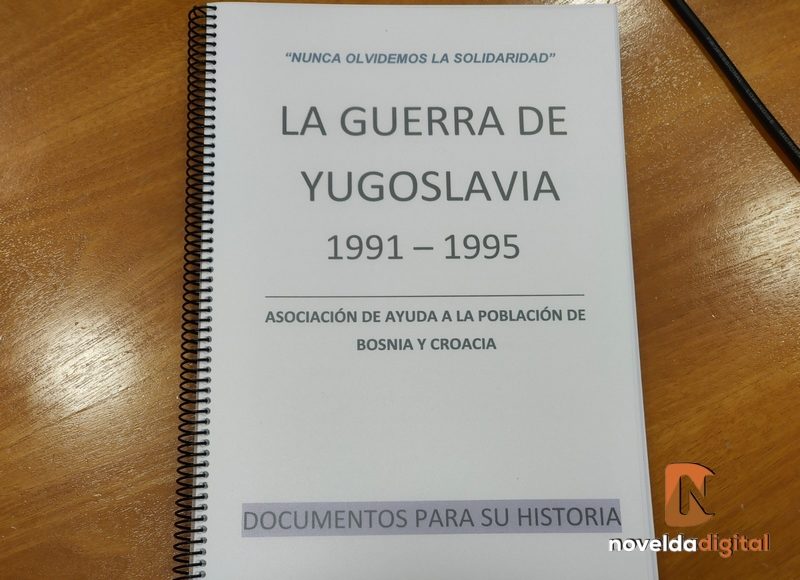 “NUNCA OLVIDEMOS LA SOLIDARIDAD”
LA GUERRA DE
YUGOSLAVIA
1991 – 1995
ASOCIACIÓN DE AYUDA A LA POBLACIÓN DE
BOSNIA Y CROACIA
DOCUMENTOS PARA SU HISTORIA
N
noveldadigital